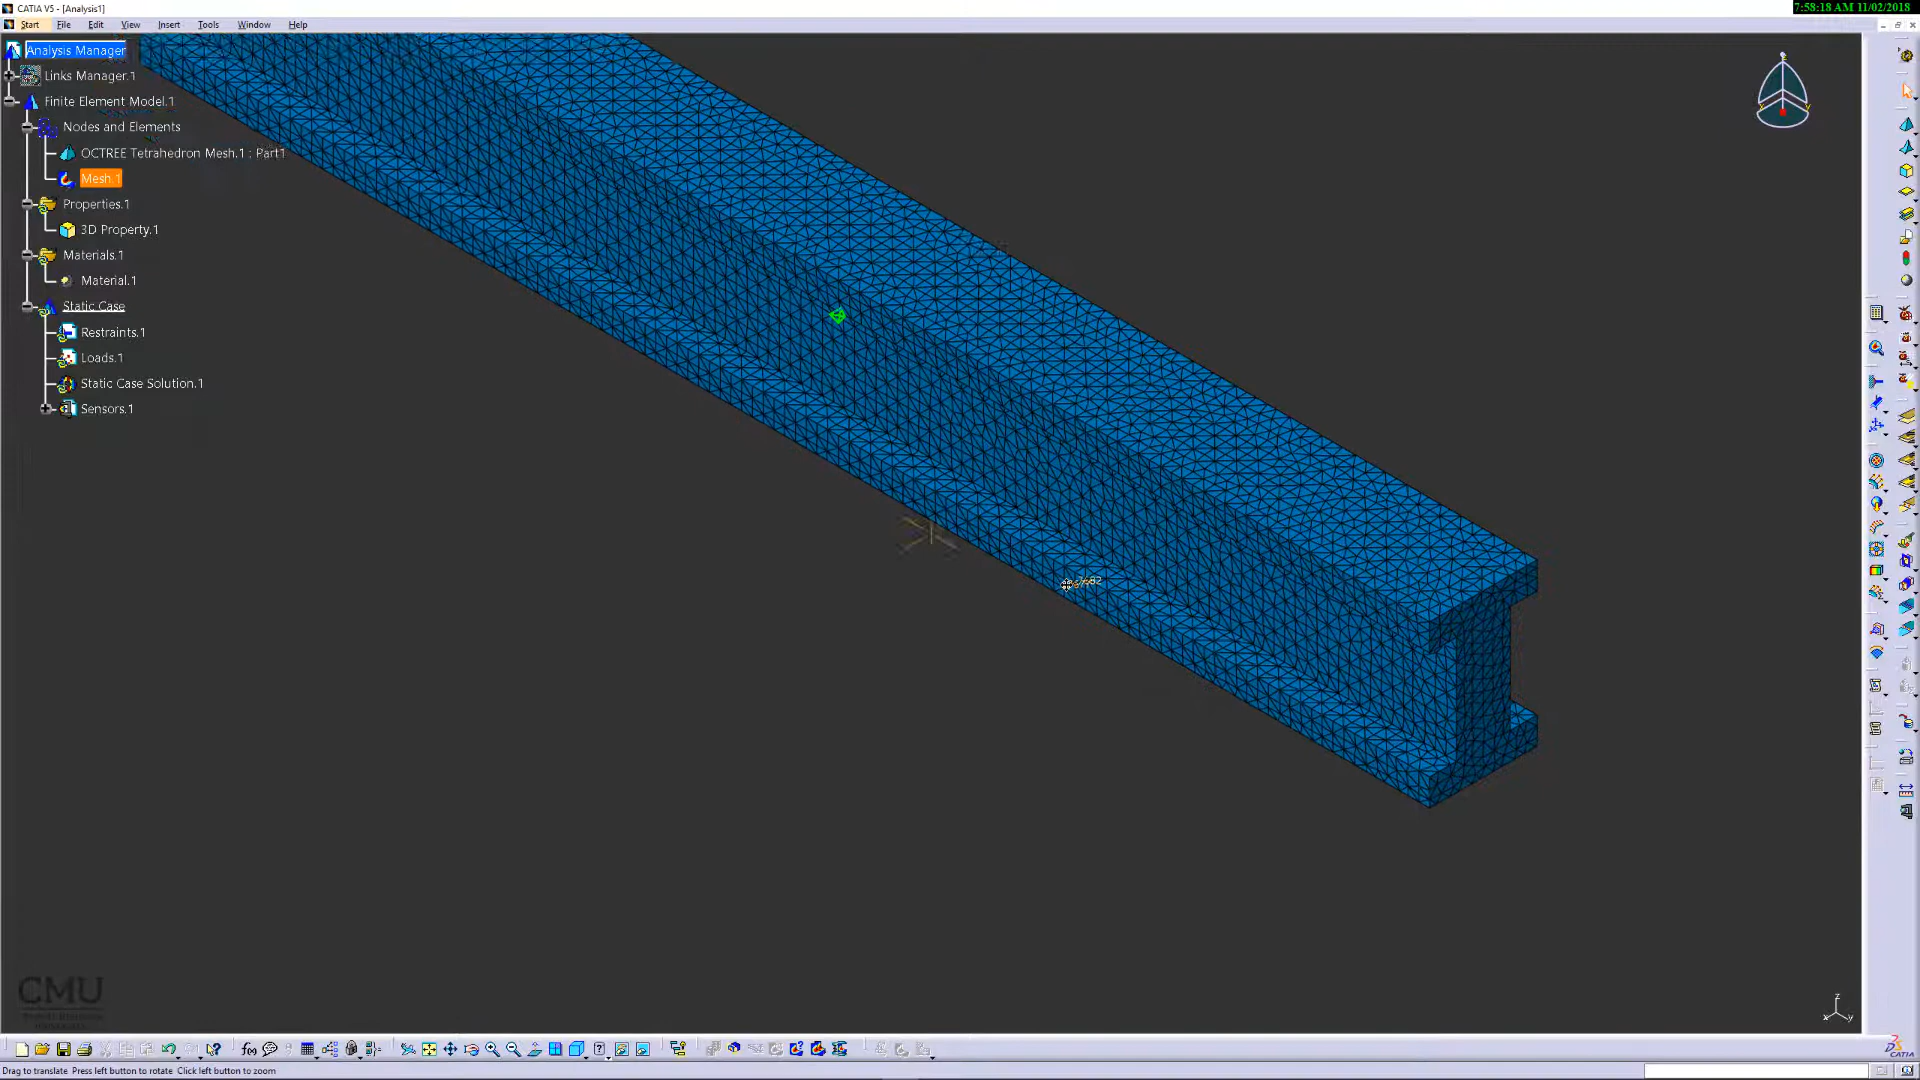 CATIA V5 - [Analysis1]
7:58:18 AM 11/02/2018
Start File Edit View Insert Tools Window Help
Analysis Manager
Links Manager.1
Finite Element Model.1
Nodes and Elements
OCTREE Tetrahedron Mesh.1 : Part1
Mesh.1
Properties.1
3D Property.1
Materials.1
Material.1
Static Case
Restraints.1
Loads.1
Static Case Solution.1
Sensors.1
CMU
z
x
y
CATIA
Drag to translate Press left button to rotate Click left button to zoom